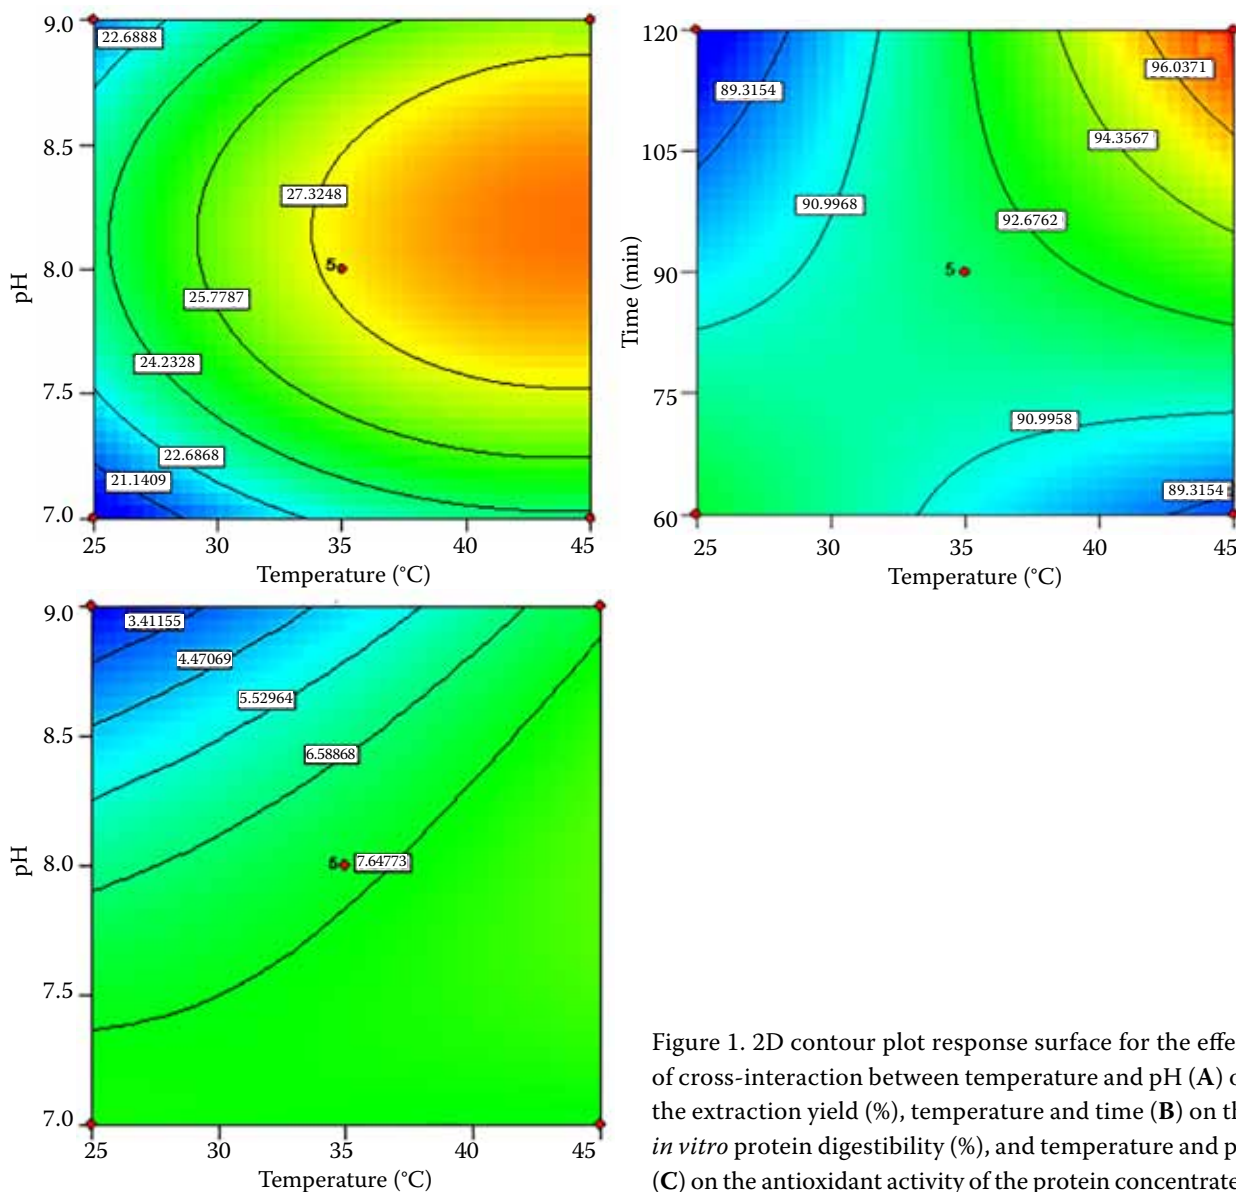 9.0
22.6888
8.5
27.3248
pH
8.0
5
25.7787
24.2328
7.5
22.6868
21.1409
7.0
25 30 35 40 45
Temperature (°C)
120
96.0371
89.3154
94.3567
105
90.9968
92.6762
Time (min)
90
5
75
90.9958
89.3154
60
25 30 35 40 45
Temperature (°C)
9.0
3.41155
4.47069
5.52964
8.5
6.58868
pH
8.0
5
7.64773
7.5
7.0
25 30 35 40 45
Temperature (°C)
Figure 1. 2D contour plot response surface for the effe
of cross-interaction between temperature and pH (A) o
the extraction yield (%), temperature and time (B) on th
in vitro protein digestibility (%), and temperature and p
(C) on the antioxidant activity of the protein concentrate